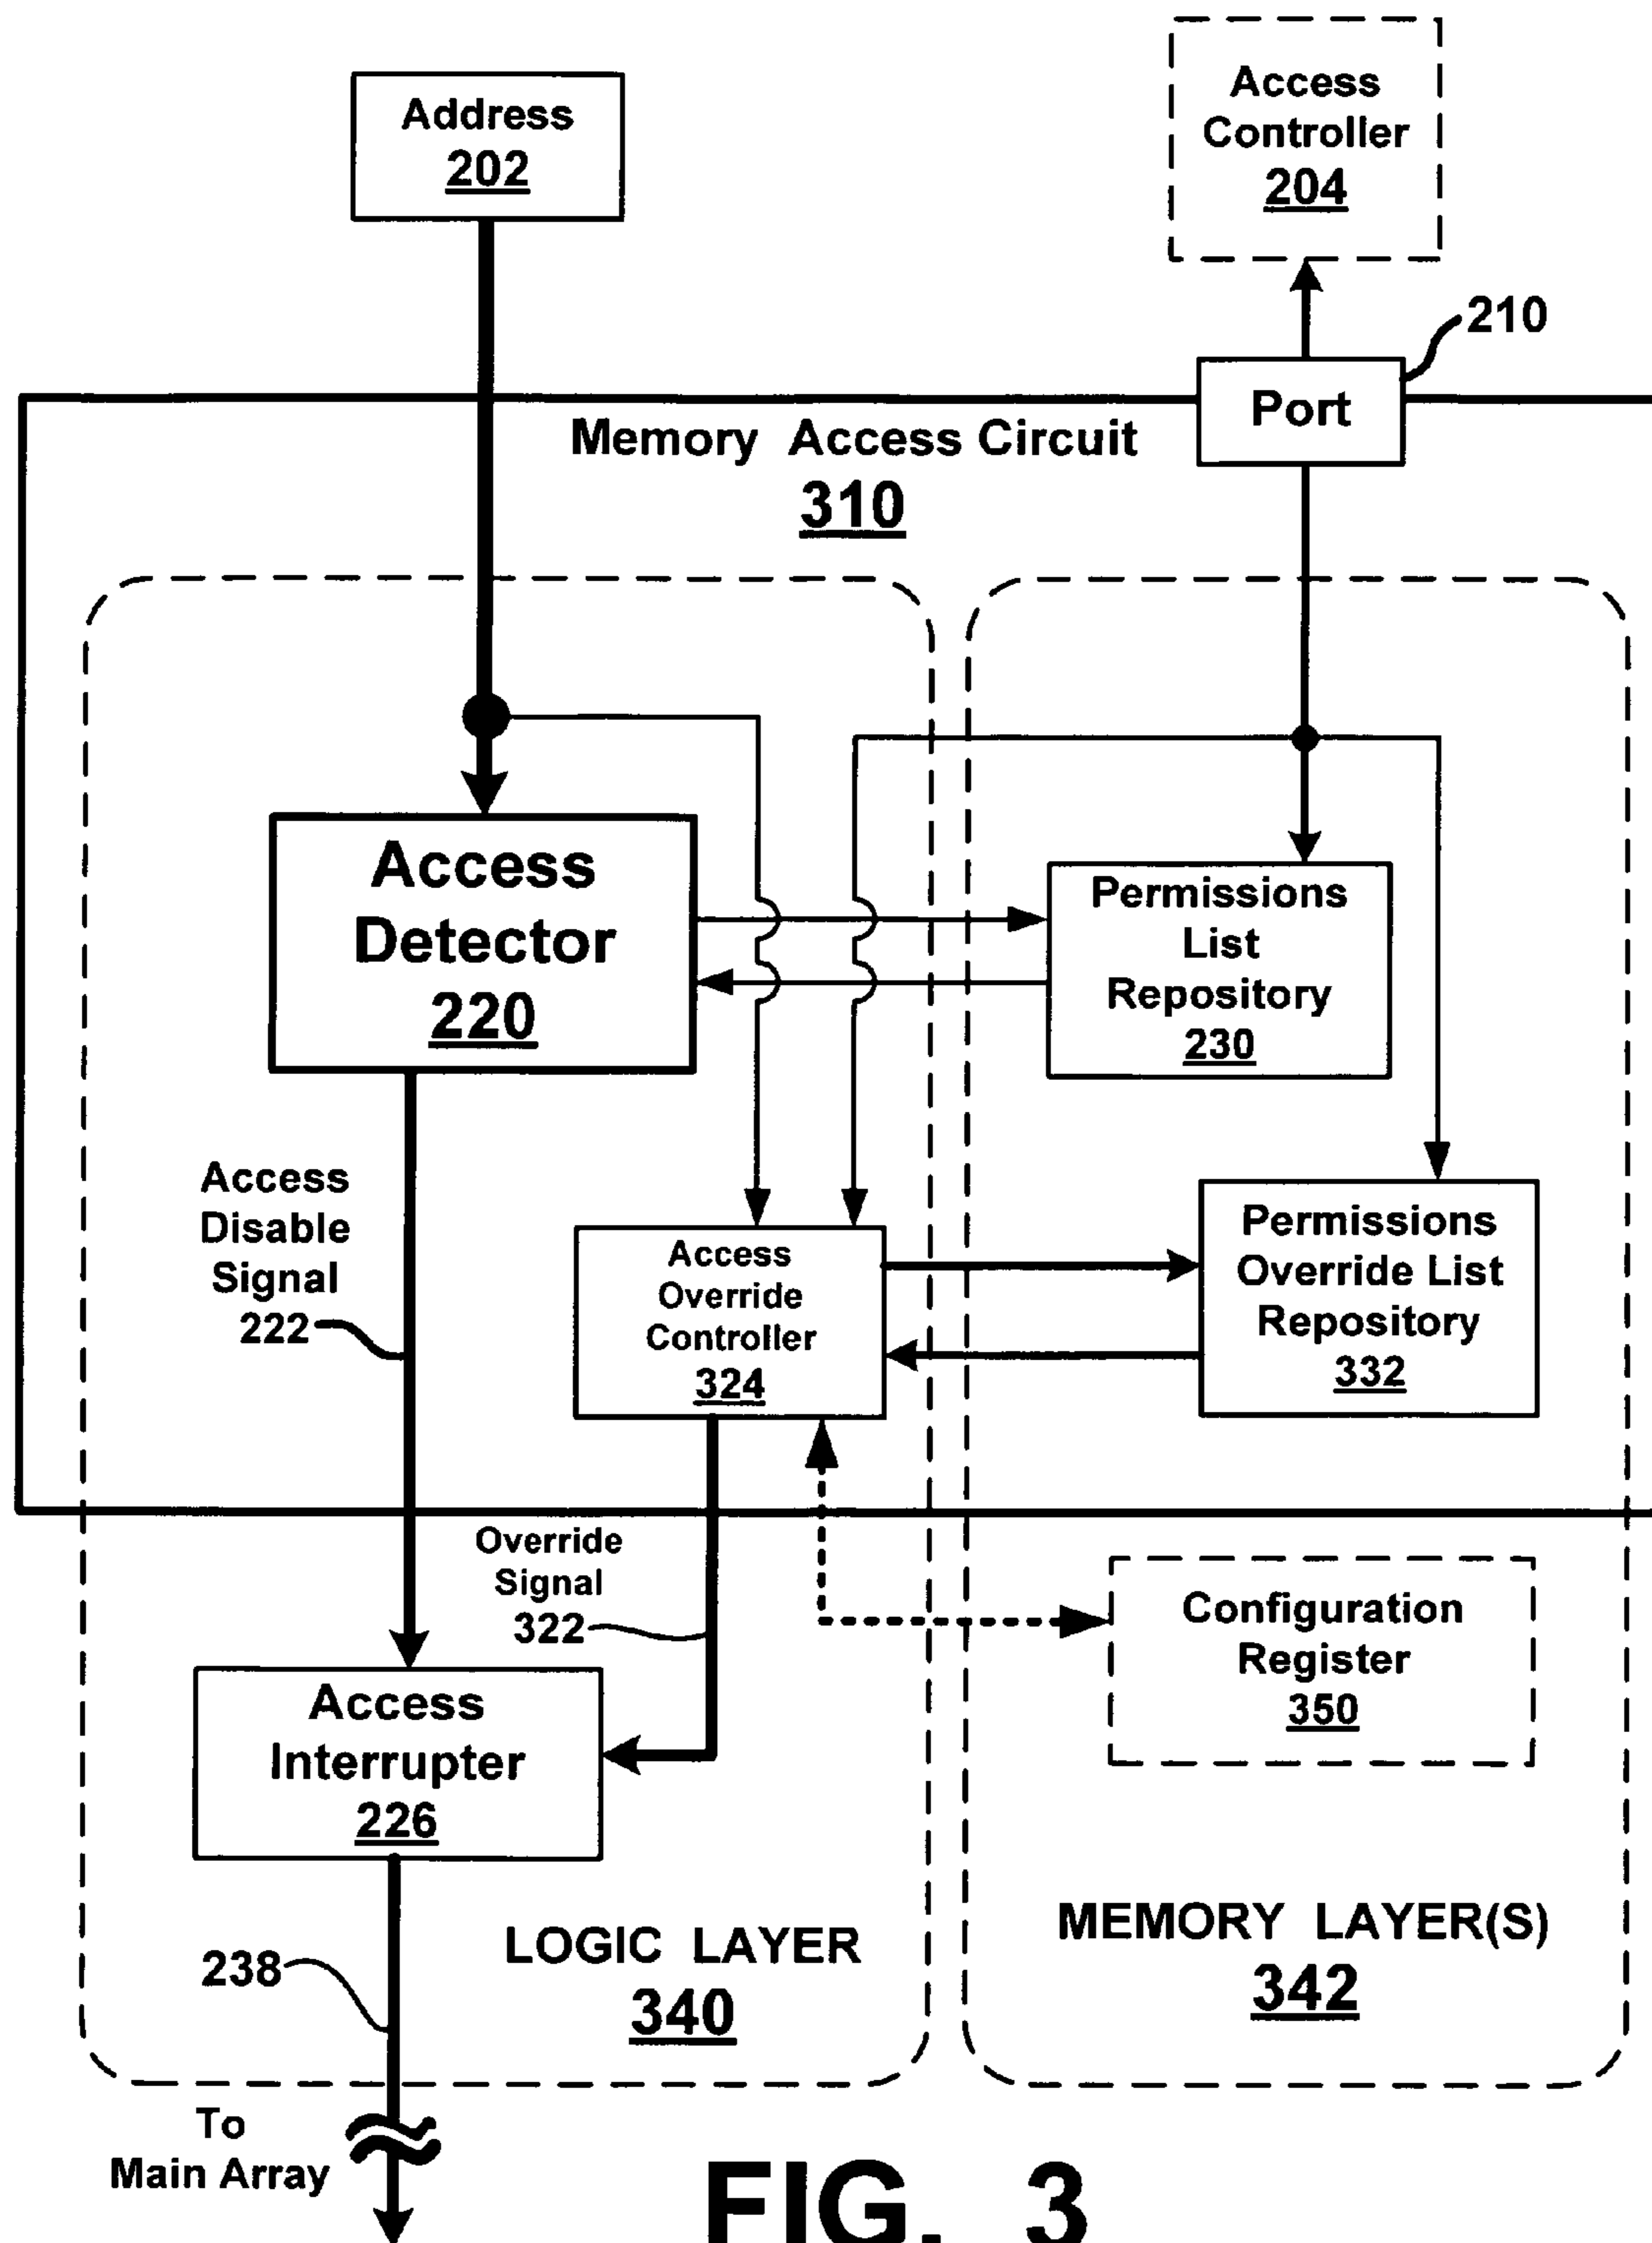 Address
202
Access
Controller
204
210
Port
Memory Access Circuit
310
Access
Detector
220
Permissions
List
Repository
230
Access
Disable
Signal
222
Access
Override
Controller
324
Permissions
Override List
Repository
332
Override
Signal
322
Configuration
Register
350
Access
Interrupter
226
238
LOGIC LAYER
340
MEMORY LAYER(S)
342
To
Main Array
FIG. 3